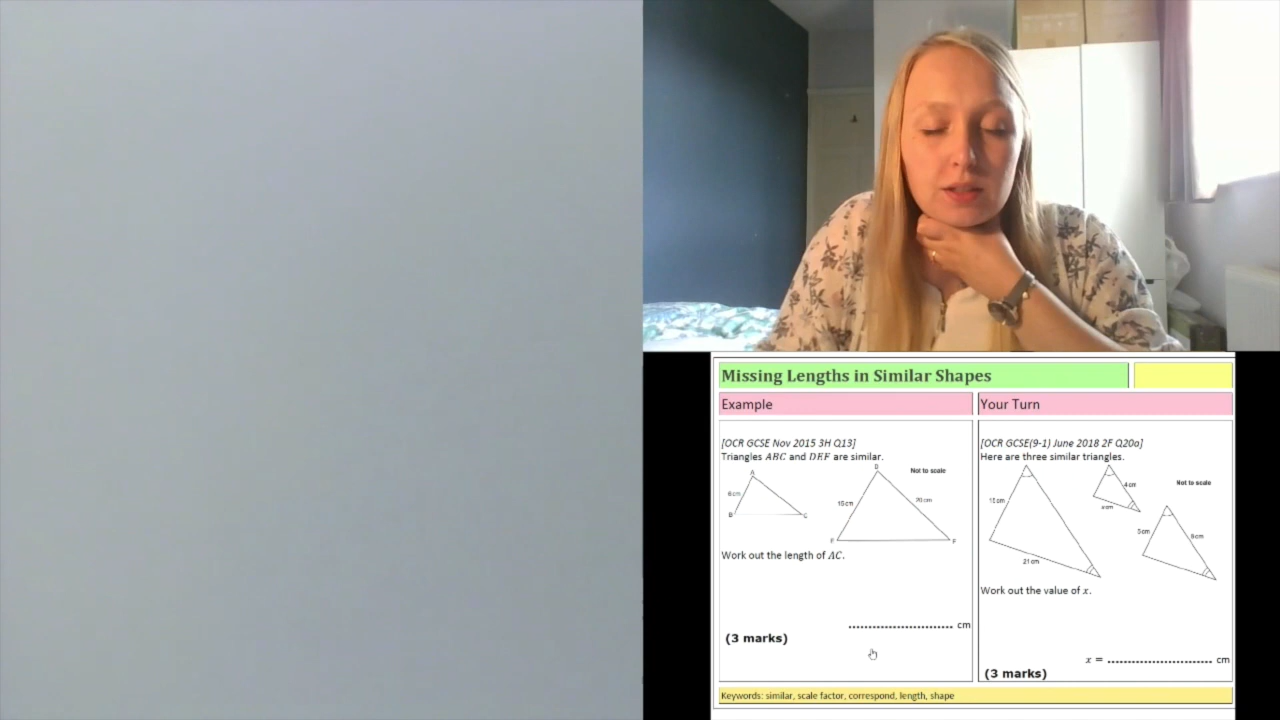 Missing Lengths in Similar Shapes
Example
Your Turn
[OCR GCSE Nov 2015 3H Q13]
Triangles ABC and DEF are similar.
Not to scale
A
6cm
B
C
D
15cm
20cm
E
F
Work out the length of AC.
cm
(3 marks)
[OCR GCSE(9-1) June 2018 2F Q20a]
Here are three similar triangles.
Not to scale
15cm
21cm
4cm
5cm
Work out the value of x.
x = cm
(3 marks)
Keywords: similar, scale factor, correspond, length, shape